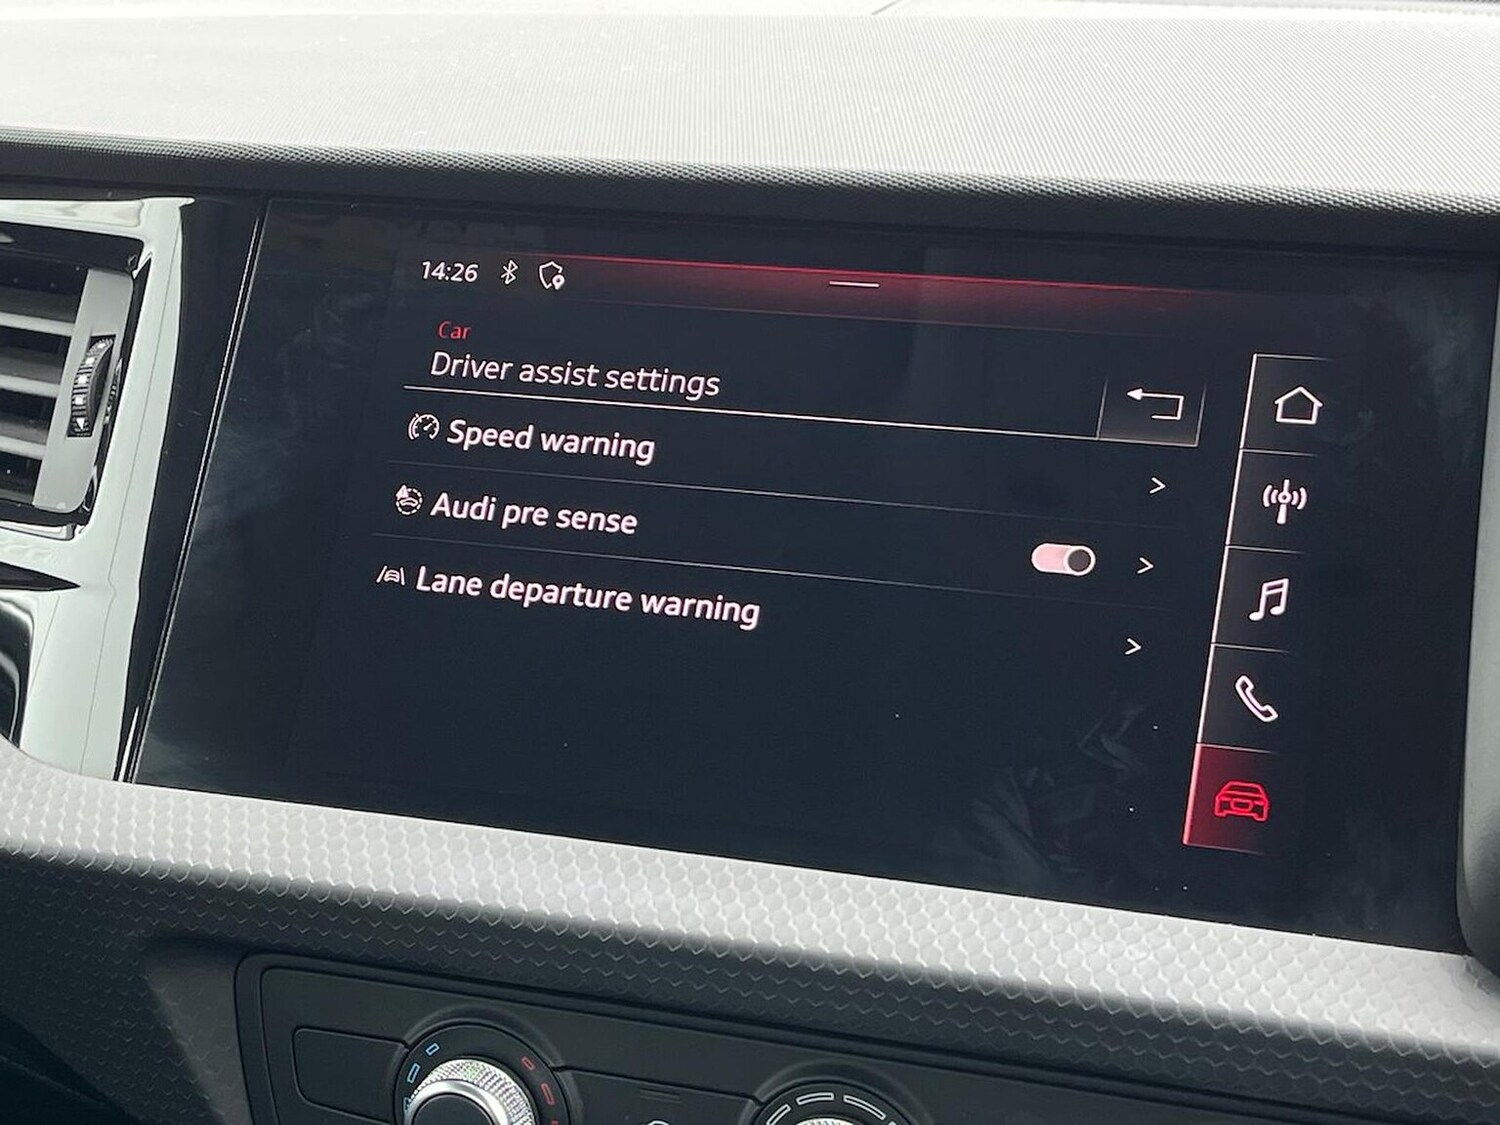 14:26
Car
Driver assist settings
Speed warning
Audi pre sense
Lane departure warning